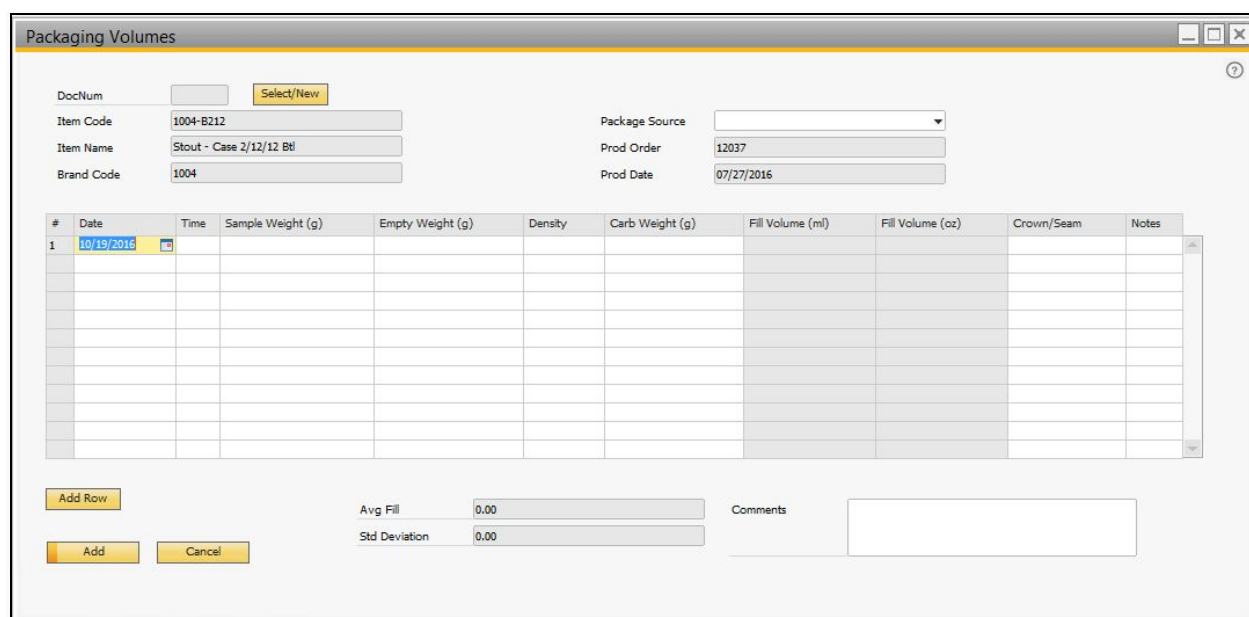 Packaging Volumes
DocNum Select/New
Item Code 1004-B212 Package Source
Item Name Stout - Case 2/12/12 Btl Prod Order 12037
Brand Code 1004 Prod Date 07/27/2016
# Date Time Sample Weight (g) Empty Weight (g) Density Carb Weight (g) Fill Volume (ml) Fill Volume (oz) Crown/Seam Notes
1 10/19/2016
Add Row
Avg Fill 0.00 Comments
Std Deviation 0.00
Add Cancel